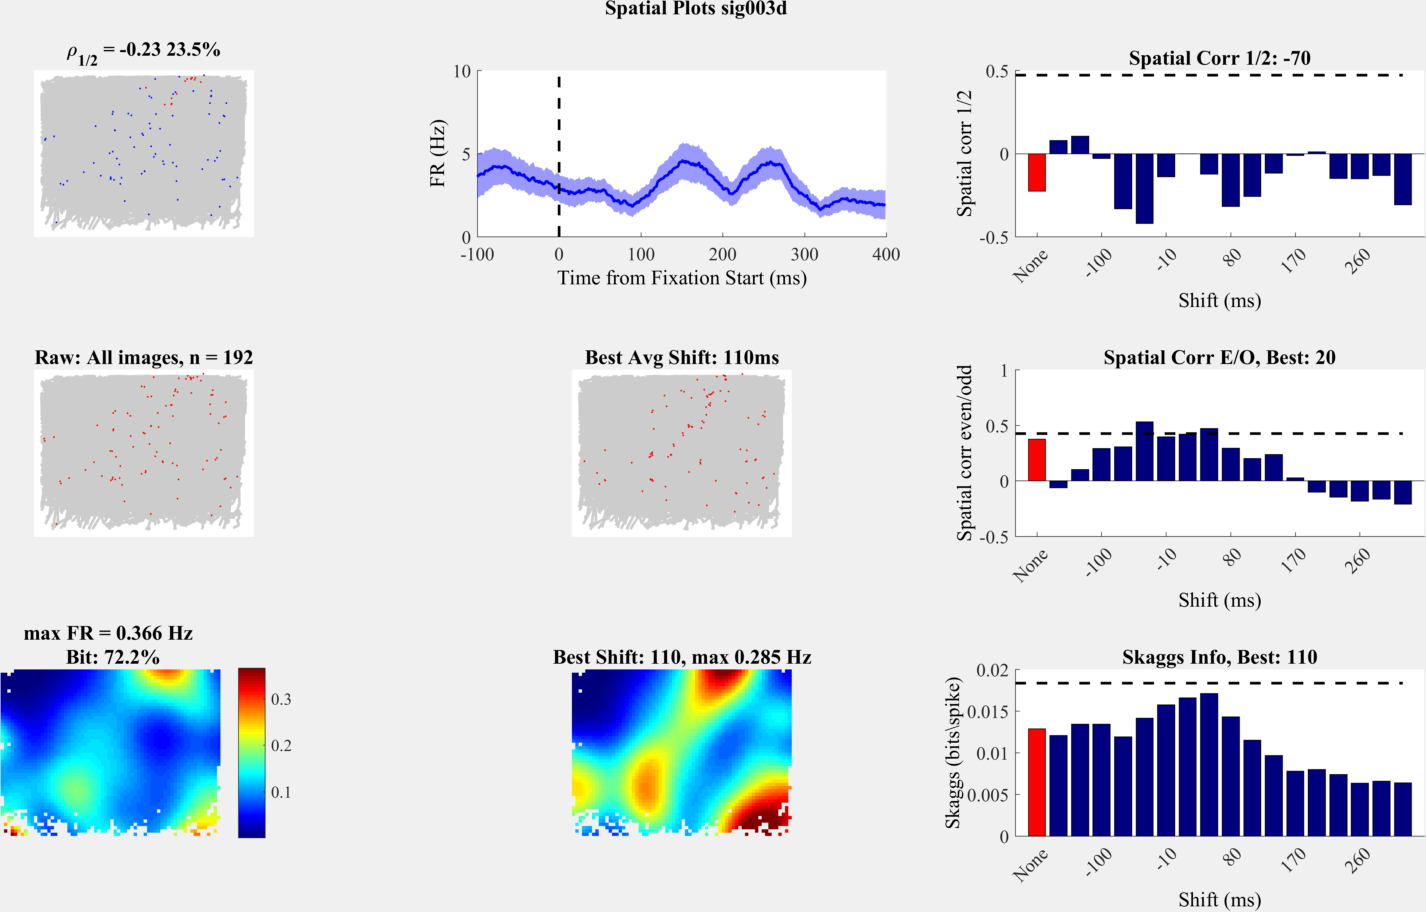 Spatial Plots sig003d
ρ1/2 = -0.23 23.5%
10
5
0
FR (Hz)
-100 0 100 200 300 400
Time from Fixation Start (ms)
Spatial Corr 1/2: -70
0.5
0
-0.5
Spatial corr 1/2
None -100 -10 80 170 260
Shift (ms)
Raw: All images, n = 192
Best Avg Shift: 110ms
Spatial Corr E/O, Best: 20
1
0.5
0
-0.5
Spatial corr even/odd
None -100 -10 80 170 260
Shift (ms)
max FR = 0.366 Hz
Bit: 72.2%
0.3
0.2
0.1
Best Shift: 110, max 0.285 Hz
Skaggs Info, Best: 110
0.02
0.015
0.01
0.005
0
Skaggs (bits\spike)
None -100 -10 80 170 260
Shift (ms)